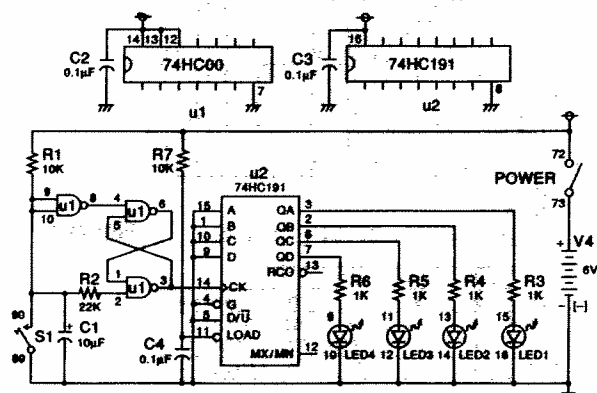 C2
0.1µF
14 13 12
74HC00
7
u1
C3
0.1µF
16
74HC191
8
u2
R1
10K
R7
10K
u2
74HC191
POWER
72
73
9
10
u1
8
4
5
u1
6
1
2
u1
3
R2
22K
15 A
1 B
10 C
9 D
14 CK
4 G
5 D/U
11 LOAD
QA 3
QB 2
QC 6
QD 7
RCO 13
MX/MN 12
R6
1K
R5
1K
R4
1K
R3
1K
V4
+
6V
[-]
90
S1
89
+
C1
10µF
C4
0.1µF
9
10 LED4
11
12 LED3
13
14 LED2
15
16 LED1